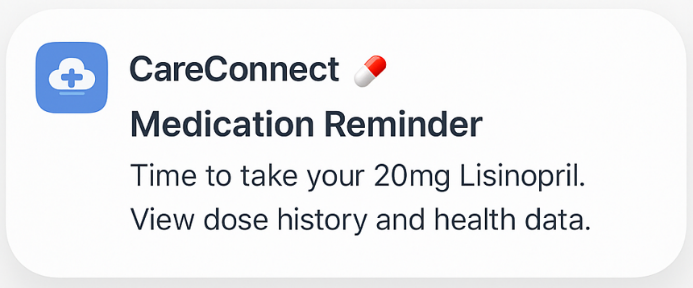 CareConnect 💊
Medication Reminder
Time to take your 20mg Lisinopril.
View dose history and health data.